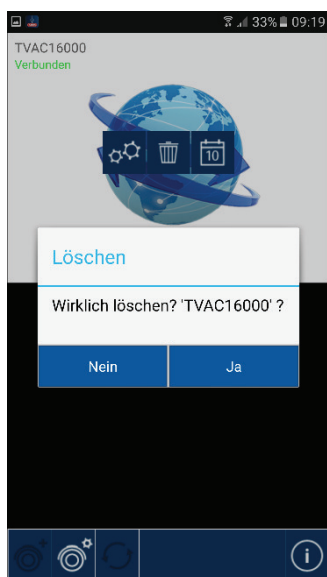 33% 09:19
TVAC16000
Verbunden
10
Löschen
Wirklich löschen? 'TVAC16000' ?
Nein
Ja
i